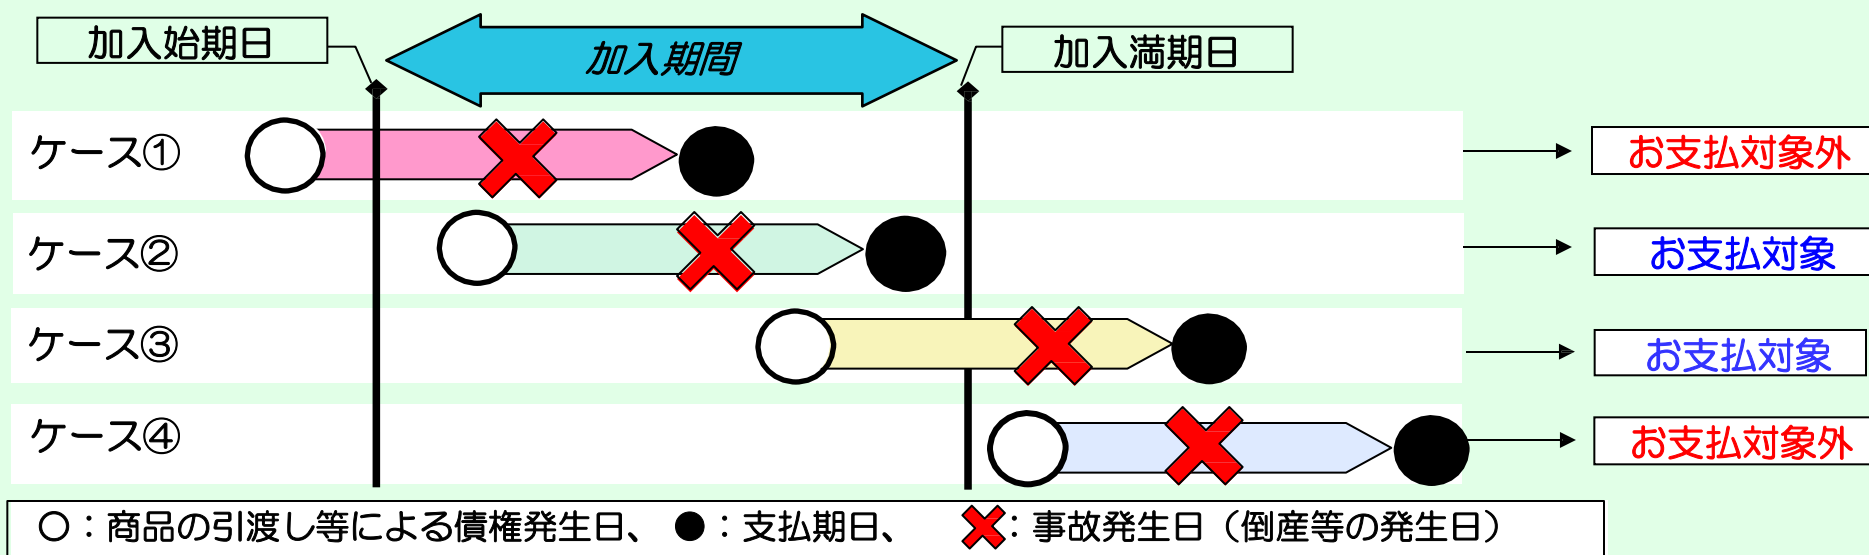 加入始期日
加入期間
加入満期日
ケース①
お支払対象外
ケース②
お支払対象
ケース③
お支払対象
ケース④
お支払対象外
○：商品の引渡し等による債権発生日、 ●：支払期日、 ✖：事故発生日（倒産等の発生日）